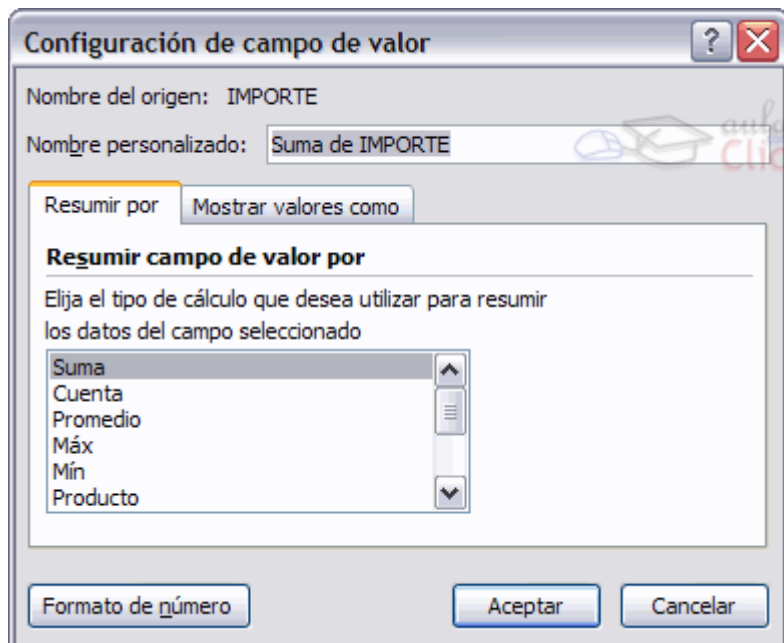 Configuración de campo de valor
Nombre del origen: IMPORTE
Nombre personalizado: Suma de IMPORTE
aula
Clic
Resumir por Mostrar valores como
Resumir campo de valor por
Elija el tipo de cálculo que desea utilizar para resumir
los datos del campo seleccionado
Suma
Cuenta
Promedio
Máx
Mín
Producto
Formato de número Aceptar Cancelar